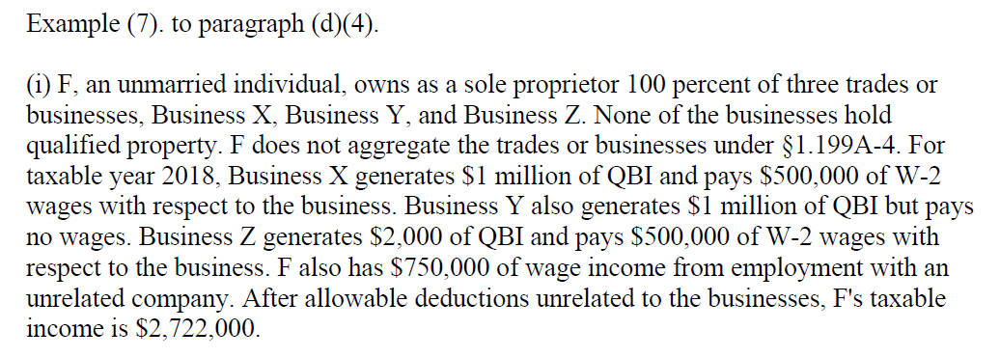 Example (7). to paragraph (d)(4).
(i) F, an unmarried individual, owns as a sole proprietor 100 percent of three trades or
businesses, Business X, Business Y, and Business Z. None of the businesses hold
qualified property. F does not aggregate the trades or businesses under §1.199A-4. For
taxable year 2018, Business X generates $1 million of QBI and pays $500,000 of W-2
wages with respect to the business. Business Y also generates $1 million of QBI but pays
no wages. Business Z generates $2,000 of QBI and pays $500,000 of W-2 wages with
respect to the business. F also has $750,000 of wage income from employment with an
unrelated company. After allowable deductions unrelated to the businesses, F's taxable
income is $2,722,000.